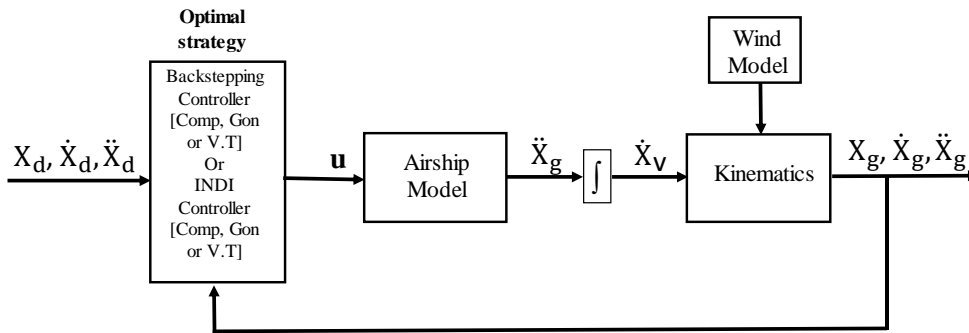 Optimal
strategy
Backstepping
Controller
[Comp, Gon
or V.T]
Or
INDI
Controller
[Comp, Gon
or V.T]
Xd, Ẋd, Ẍd
u
Airship
Model
Ẍg
∫
Ẋv
Wind
Model
Kinematics
Xg, Ẋg, Ẍg